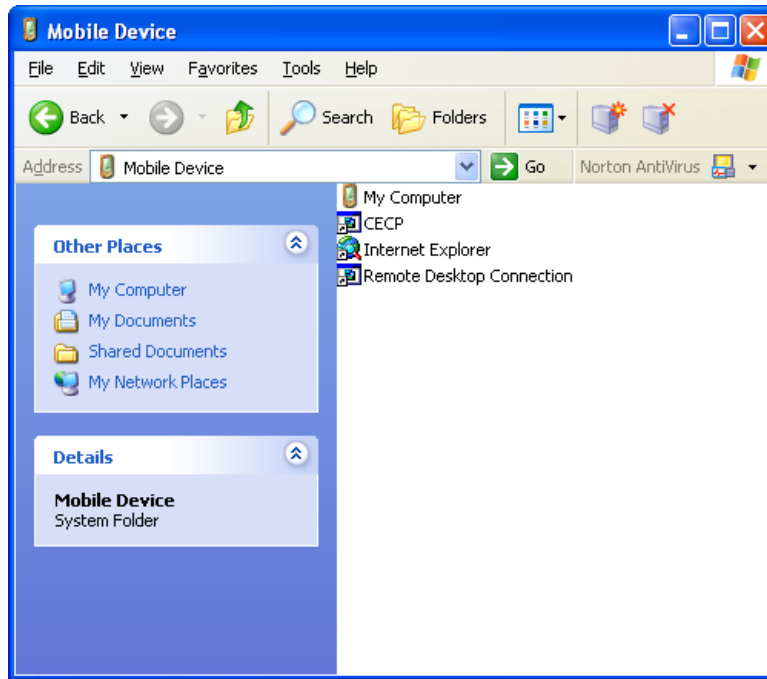 Mobile Device
File Edit View Favorites Tools Help
Back Search Folders
Address Mobile Device Go Norton AntiVirus
My Computer
CECP
Internet Explorer
Remote Desktop Connection
Other Places
My Computer
My Documents
Shared Documents
My Network Places
Details
Mobile Device
System Folder